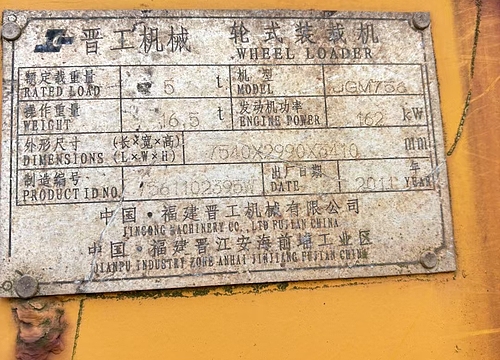 晋工机械 轮式装载机
WHEEL LOADER
额定载重量 5 t 机型
RATED LOAD MODEL JGM756
操作重量 16.5 t 发动机功率 162 kW
WEIGHT ENGINE POWER
外形尺寸 (长×宽×高) 7540×2990×3410 mm
DIMENSIONS (L×W×H)
制造编号 出厂日期 2011 年
PRODUCT ID NO. DATE YEAR
中国·福建晋工机械有限公司
JINGONG MACHINERY CO.,LTD FUJIAN CHINA
中国·福建晋江安海前埔工业区
JIANPU INDUSTRY ZONE ANHAI JINJIANG FUJIAN CHINA